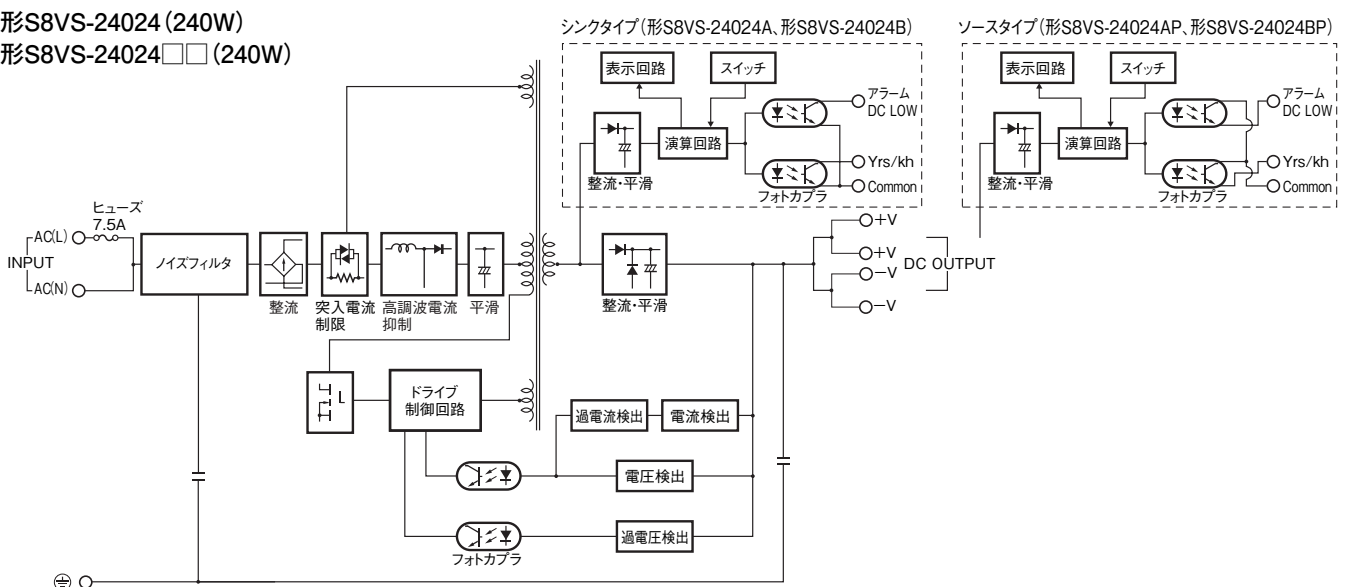 形S8VS-24024(240W)
形S8VS-24024□□(240W)
シンクタイプ(形S8VS-24024A、形S8VS-24024B)
表示回路
スイッチ
アラーム
DC LOW
演算回路
整流・平滑
Yrs/kh
Common
フォトカプラ
ソースタイプ(形S8VS-24024AP、形S8VS-24024BP)
表示回路
スイッチ
アラーム
DC LOW
演算回路
整流・平滑
Yrs/kh
Common
フォトカプラ
ヒューズ
7.5A
AC(L)
INPUT
AC(N)
ノイズフィルタ
整流
突入電流
制限
高調波電流
抑制
平滑
整流・平滑
+V
+V
-V
-V
DC OUTPUT
ドライブ
制御回路
過電流検出
電流検出
電圧検出
過電圧検出
フォトカプラ